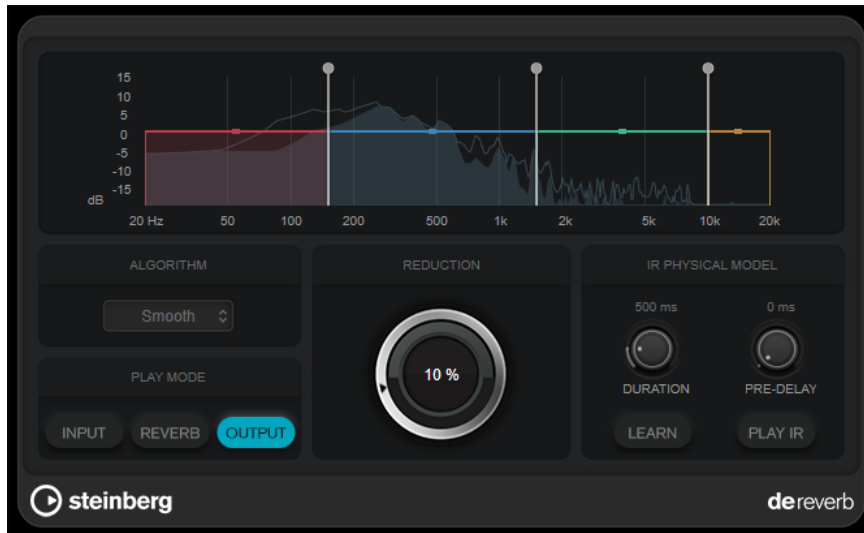 15
10
5
0
-5
-10
-15
dB
20 Hz 50 100 200 500 1k 2k 5k 10k 20k
ALGORITHM
Smooth
PLAY MODE
INPUT REVERB OUTPUT
REDUCTION
10 %
IR PHYSICAL MODEL
500 ms 0 ms
DURATION PRE-DELAY
LEARN PLAY IR
steinberg
dereverb